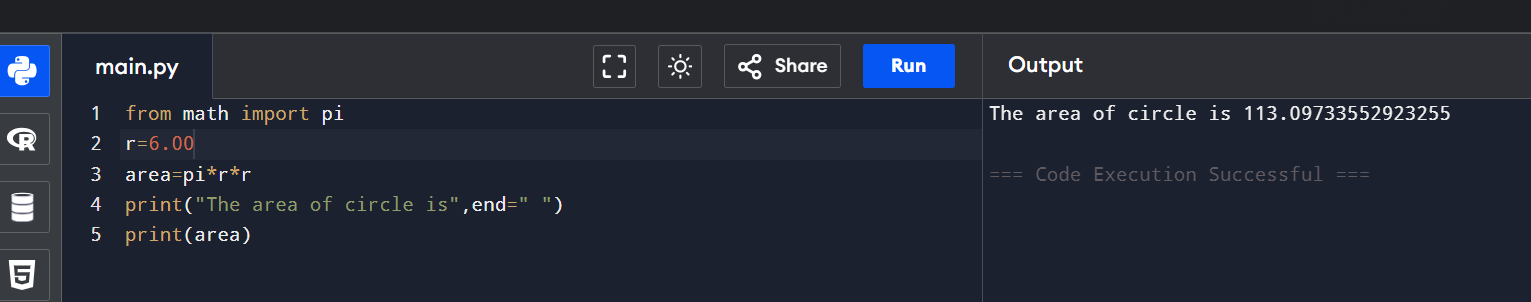 main.py
Share
Run
Output
1 from math import pi
2 r=6.00
3 area=pi*r*r
4 print("The area of circle is",end=" ")
5 print(area)
The area of circle is 113.09733552923255
=== Code Execution Successful ===
R
5